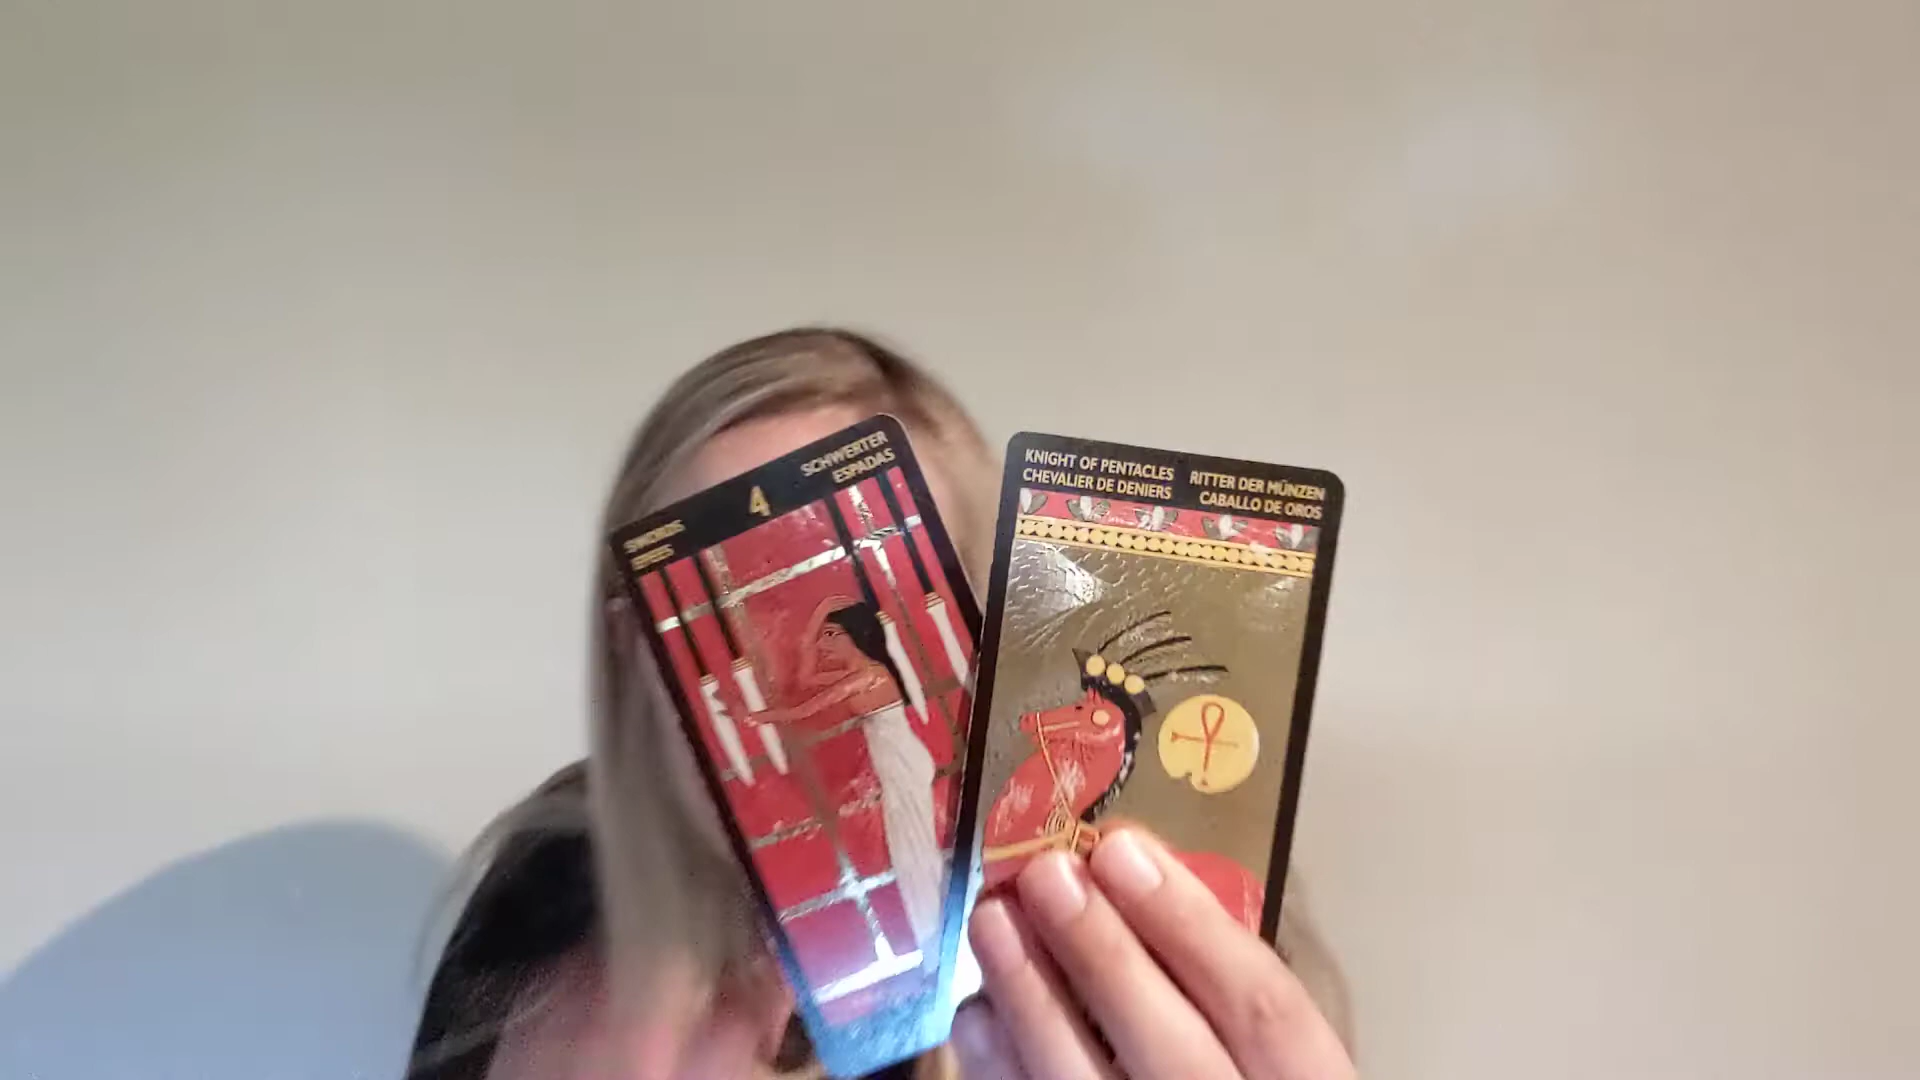 SWORDS
4
SCHWERTER
ESPADAS
KNIGHT OF PENTACLES
CHEVALIER DE DENIERS
RITTER DER MÜNZEN
CABALLO DE OROS